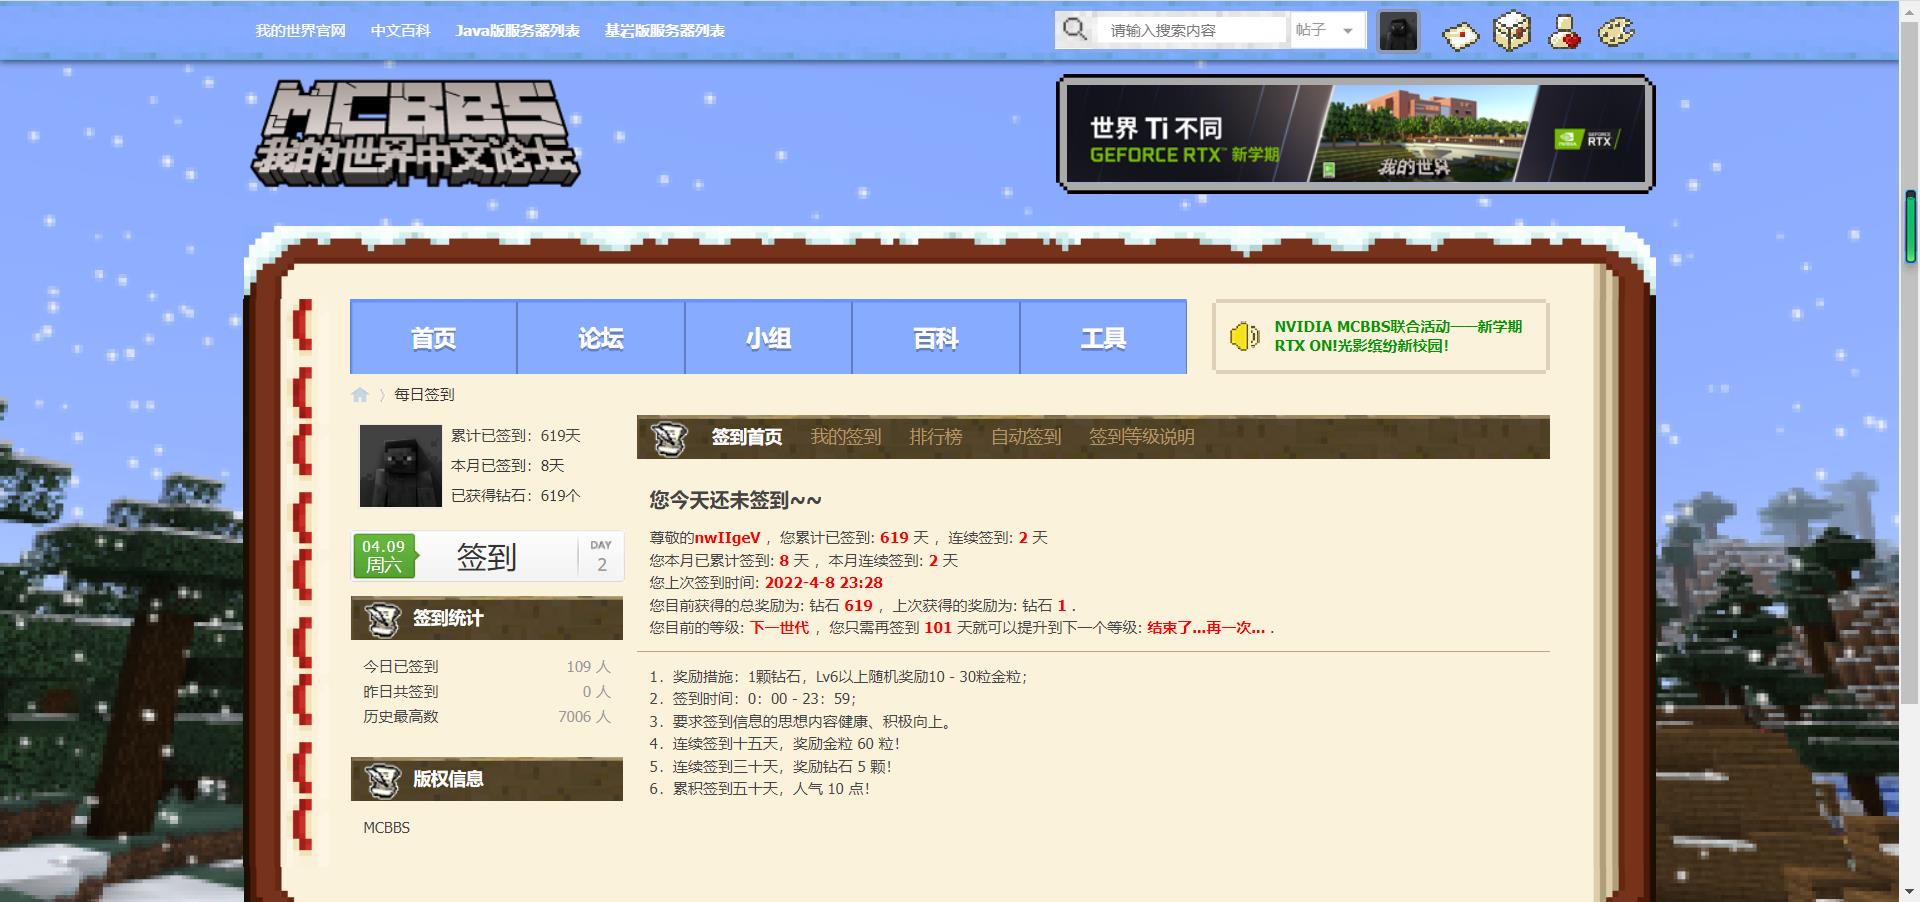 我的世界官网 中文百科 Java版服务器列表 基岩版服务器列表
请输入搜索内容 帖子
MCBBS
我的世界中文论坛
世界 Ti 不同
GEFORCE RTX™ 新学期
我的世界
NVIDIA
GEFORCE
RTX
首页 论坛 小组 百科 工具
NVIDIA MCBBS联合活动——新学期
RTX ON!光影缤纷新校园!
〉 每日签到
累计已签到: 619天
本月已签到: 8天
已获得钻石: 619个
04.09
周六
签到
DAY
2
签到统计
今日已签到 109 人
昨日共签到 0 人
历史最高数 7006 人
版权信息
MCBBS
签到首页 我的签到 排行榜 自动签到 签到等级说明
您今天还未签到~~
尊敬的nwIIgeV ，您累计已签到: 619 天 ，连续签到: 2 天
您本月已累计签到: 8 天 ，本月连续签到: 2 天
您上次签到时间: 2022-4-8 23:28
您目前获得的总奖励为: 钻石 619 ，上次获得的奖励为: 钻石 1 .
您目前的等级: 下一世代 ，您只需再签到 101 天就可以提升到下一个等级: 结束了...再一次... .
1．奖励措施：1颗钻石，Lv6以上随机奖励10 - 30粒金粒；
2．签到时间：0：00 - 23：59；
3．要求签到信息的思想内容健康、积极向上。
4．连续签到十五天，奖励金粒 60 粒！
5．连续签到三十天，奖励钻石 5 颗！
6．累积签到五十天，人气 10 点！